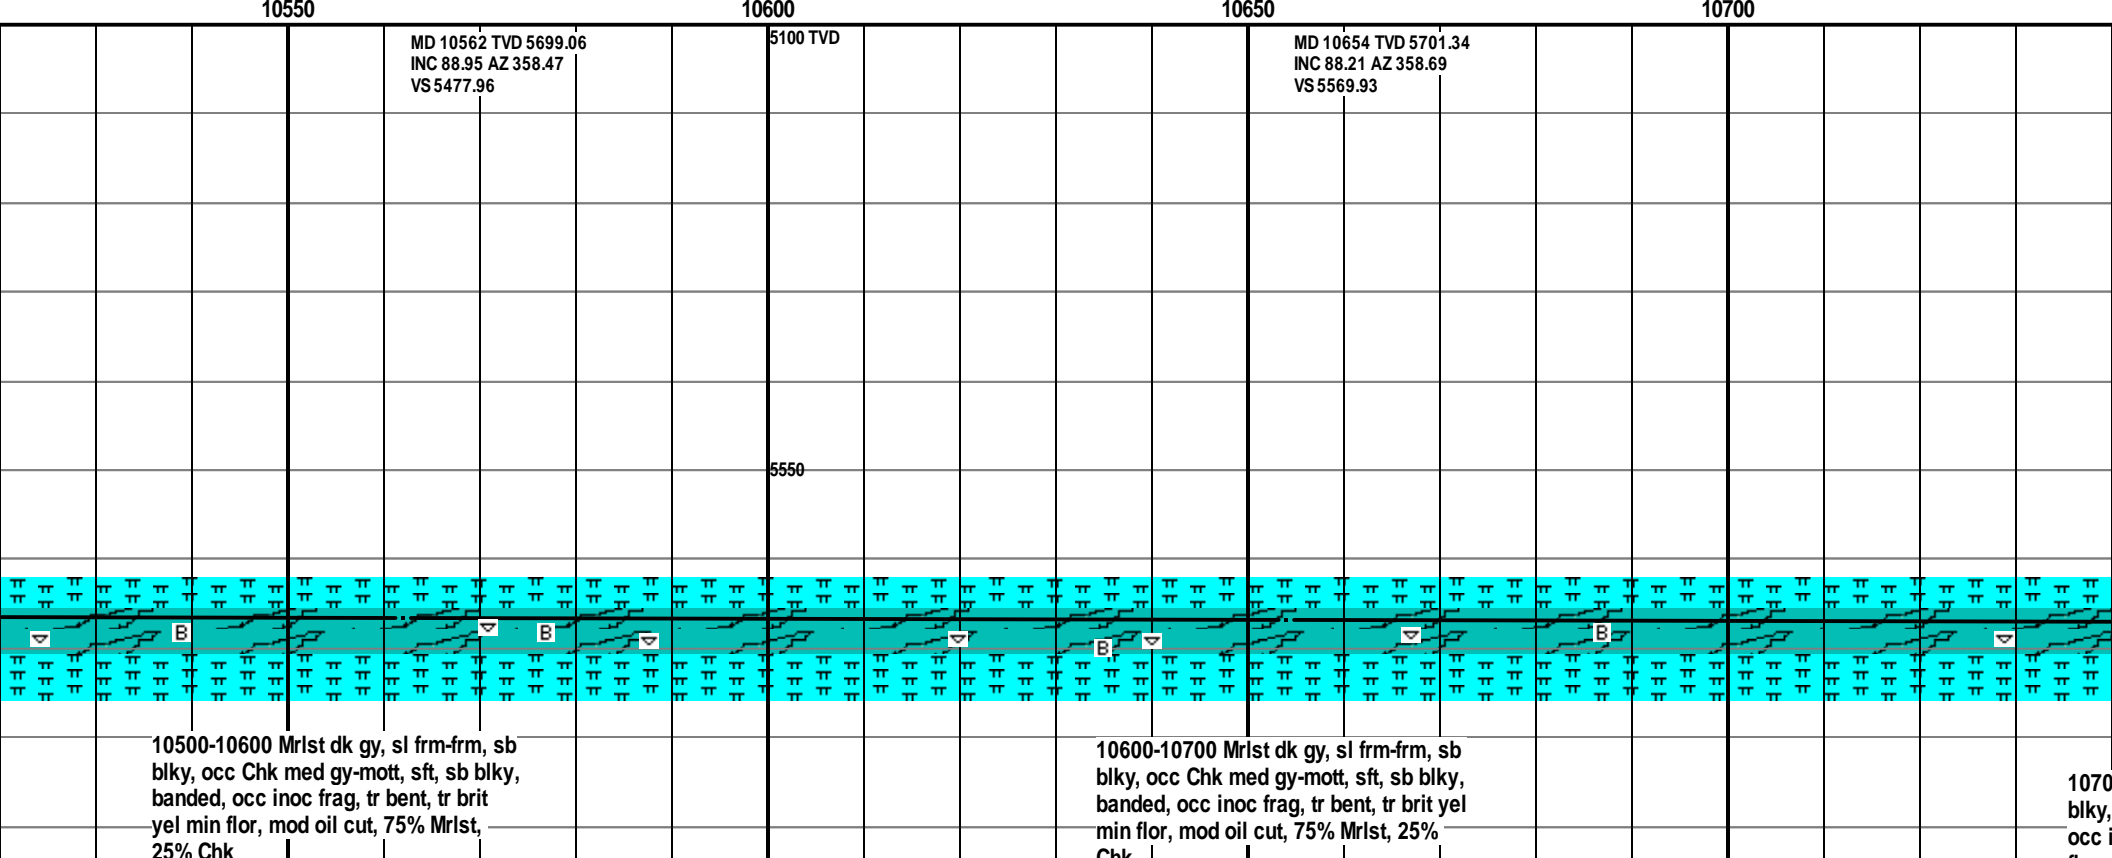 10550 10600 10650 10700
MD 10562 TVD 5699.06
INC 88.95 AZ 358.47
VS 5477.96
5100 TVD
MD 10654 TVD 5701.34
INC 88.21 AZ 358.69
VS 5569.93
5550
B B B B
10500-10600 Mrlst dk gy, sl frm-frm, sb
blky, occ Chk med gy-mott, sft, sb blky,
banded, occ inoc frag, tr bent, tr brit
yel min flor, mod oil cut, 75% Mrlst,
25% Chk
10600-10700 Mrlst dk gy, sl frm-frm, sb
blky, occ Chk med gy-mott, sft, sb blky,
banded, occ inoc frag, tr bent, tr brit yel
min flor, mod oil cut, 75% Mrlst, 25%
Chk
1070
blky,
occ i